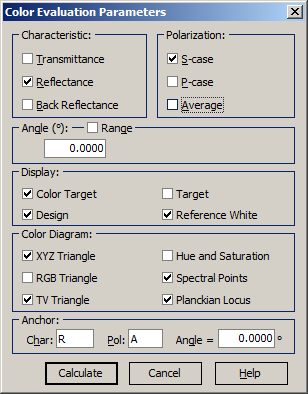 Color Evaluation Parameters
Characteristic: Polarization:
Transmittance S-case
Reflectance P-case
Back Reflectance Average
Angle (°): Range
0.0000
Display:
Color Target Target
Design Reference White
Color Diagram:
XYZ Triangle Hue and Saturation
RGB Triangle Spectral Points
TV Triangle Planckian Locus
Anchor:
Char: R Pol: A Angle = 0.0000 °
Calculate Cancel Help